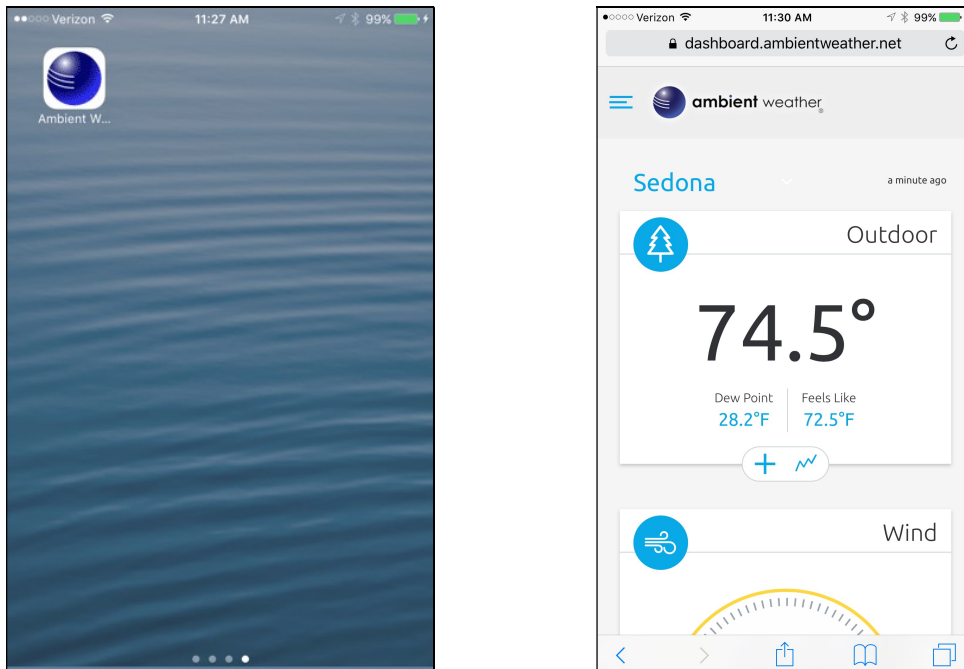 Verizon 11:27 AM 99%
Ambient W...
Verizon 11:30 AM 99%
dashboard.ambientweather.net
ambient weather®
Sedona a minute ago
Outdoor
74.5°
Dew Point Feels Like
28.2°F 72.5°F
Wind